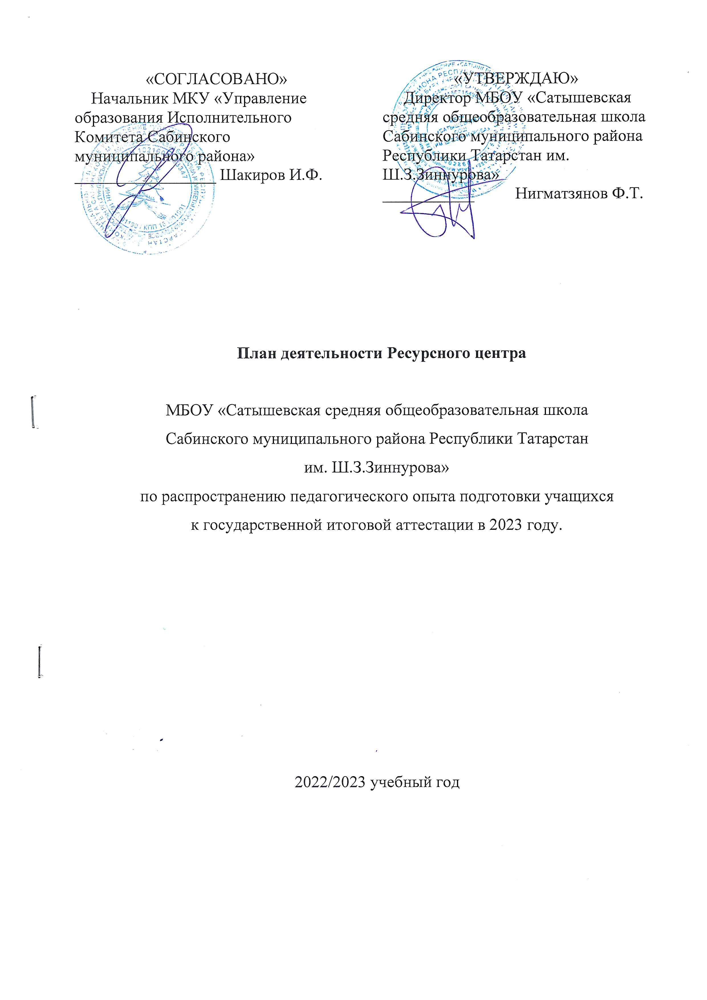 «СОГЛАСОВАНО»
Начальник МКУ «Управление
образования Исполнительного
Комитета Сабинского
муниципального района»
Шакиров И.Ф.
«УТВЕРЖДАЮ»
Директор МБОУ «Сатышевская
средняя общеобразовательная школа
Сабинского муниципального района
Республики Татарстан им.
Ш.З.Зиннурова»
Нигматзянов Ф.Т.
План деятельности Ресурсного центра
МБОУ «Сатышевская средняя общеобразовательная школа
Сабинского муниципального района Республики Татарстан
им. Ш.З.Зиннурова»
по распространению педагогического опыта подготовки учащихся
к государственной итоговой аттестации в 2023 году.
2022/2023 учебный год